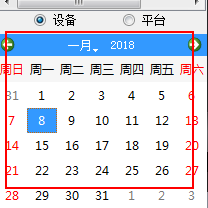 设备 平台
一月 2018
周日 周一 周二 周三 周四 周五 周六
31 1 2 3 4 5 6
7 8 9 10 11 12 13
14 15 16 17 18 19 20
21 22 23 24 25 26 27
28 29 30 31 1 2 3